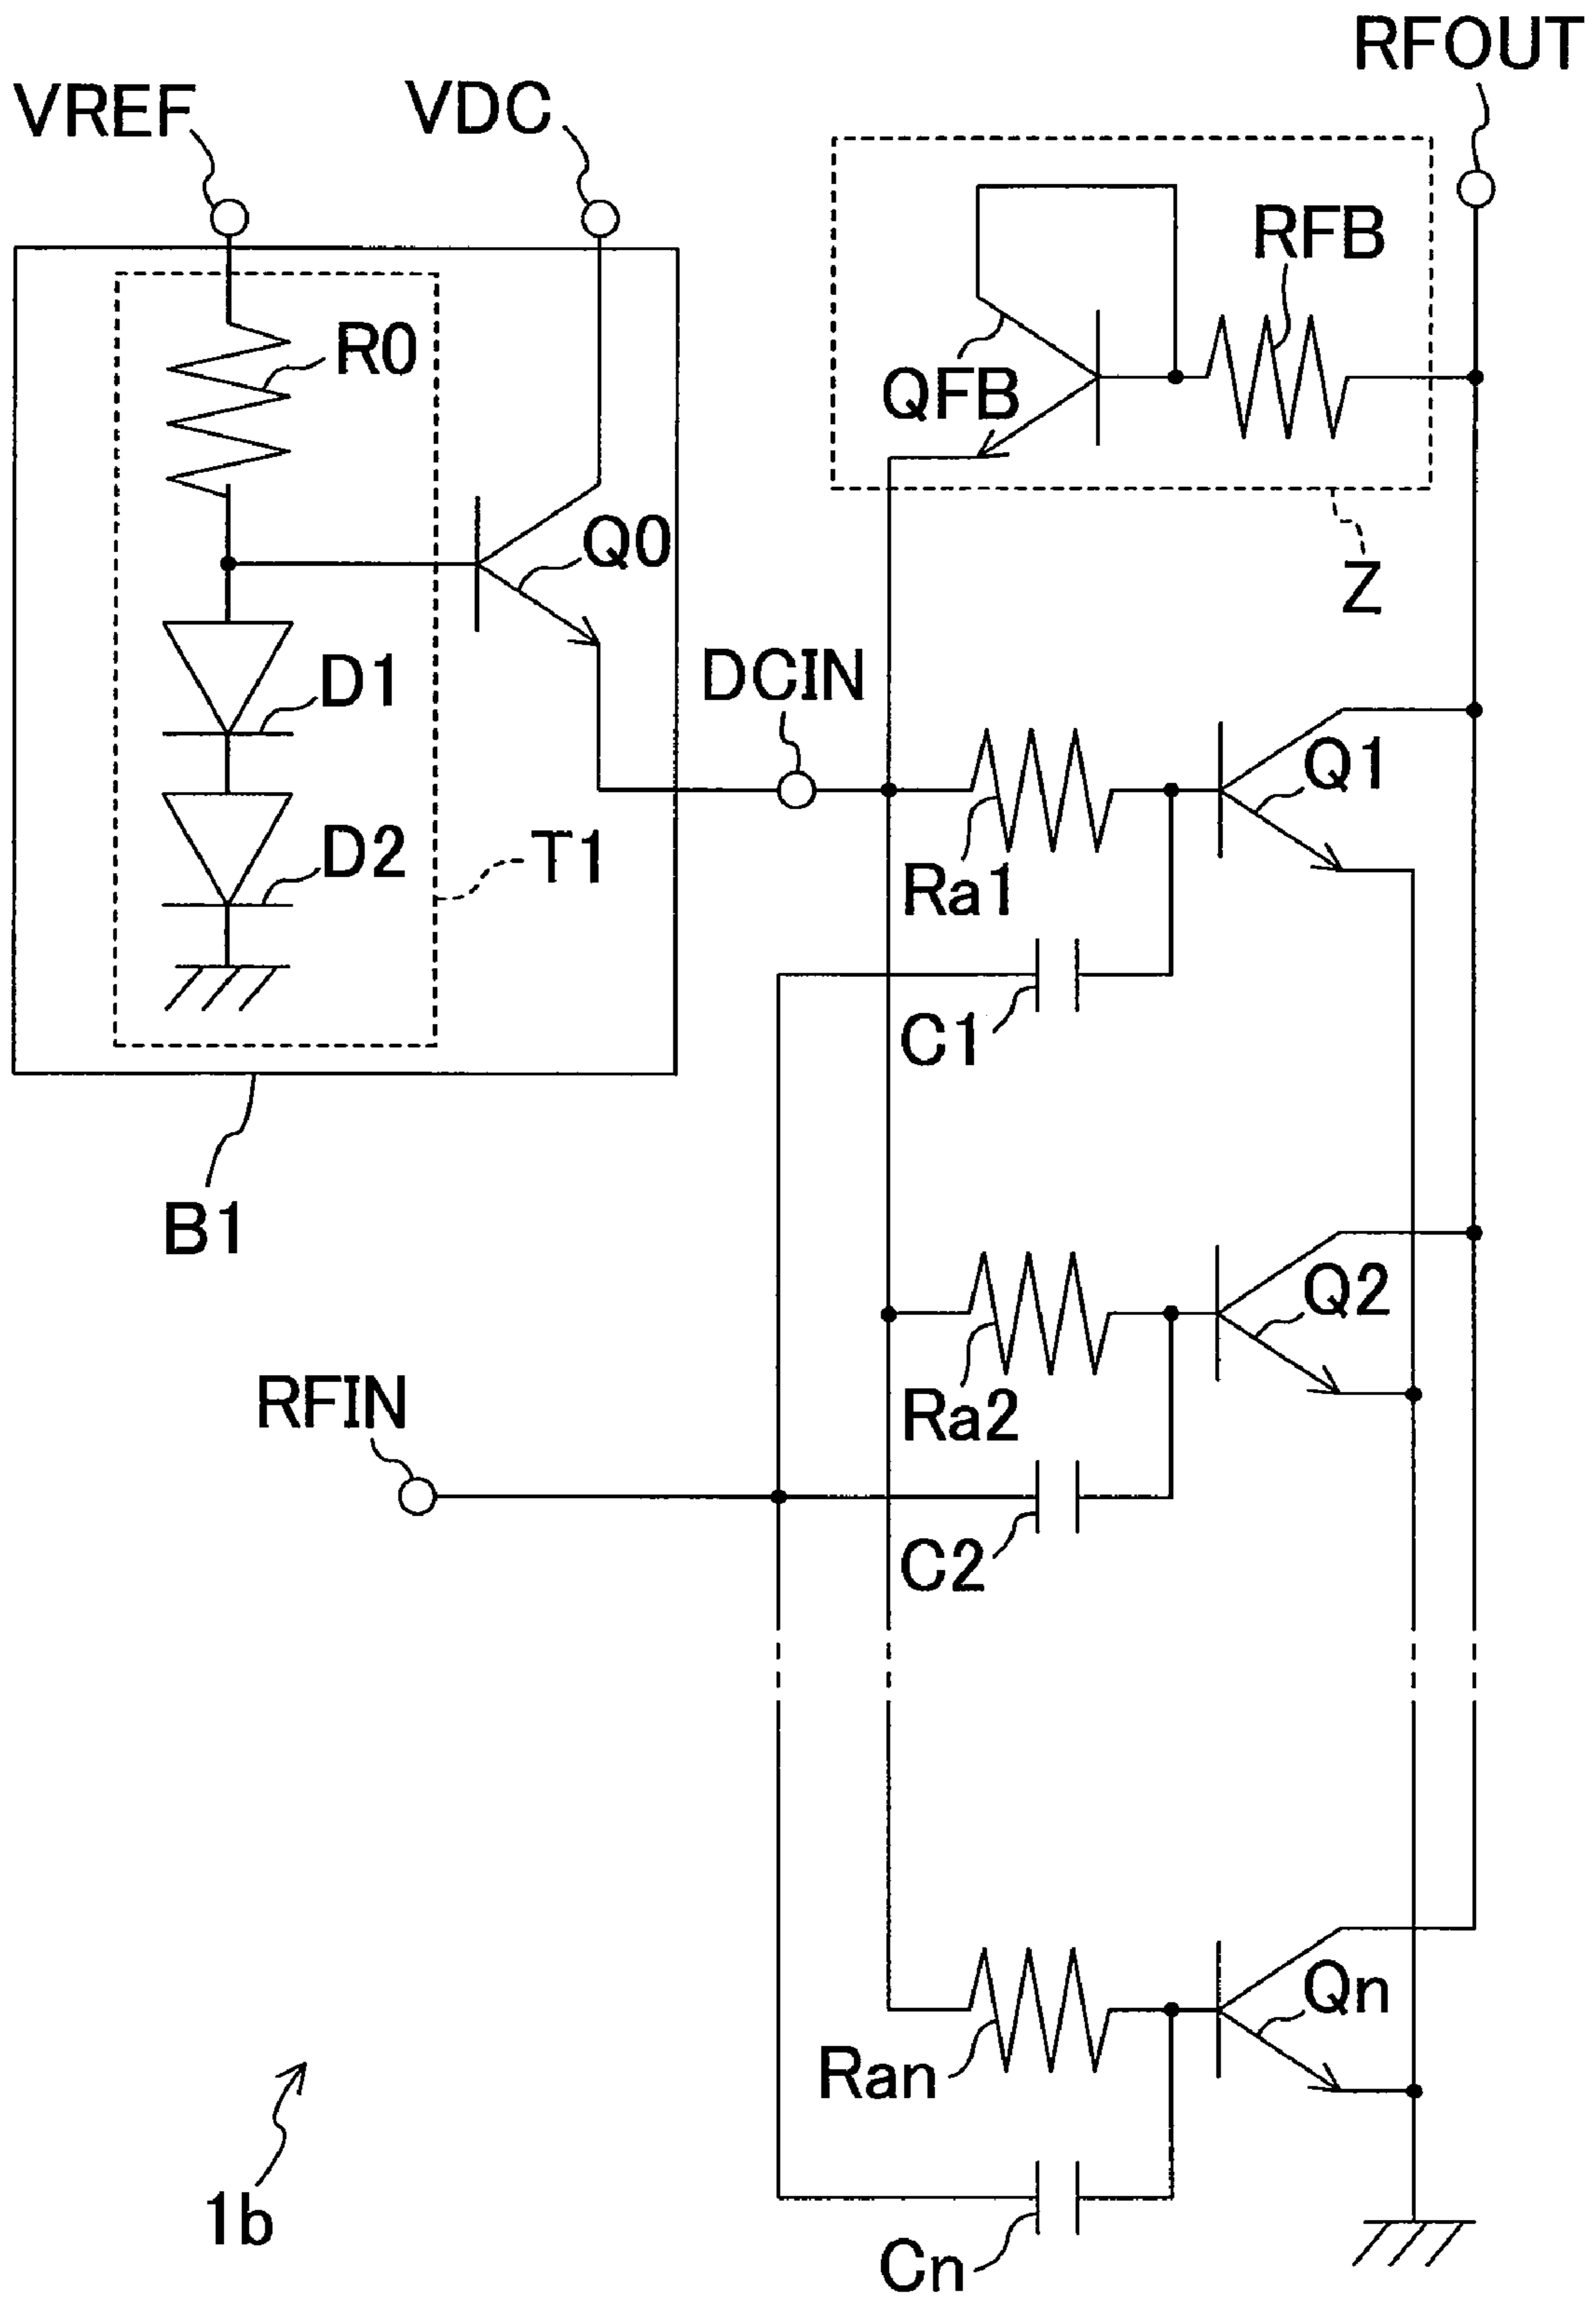 RFOUT
VREF
VDC
RFB
R0
QFB
Q0
Z
D1
DCIN
Q1
D2
T1
Ra1
C1
B1
Q2
RFIN
Ra2
C2
Qn
Ran
1b
Cn